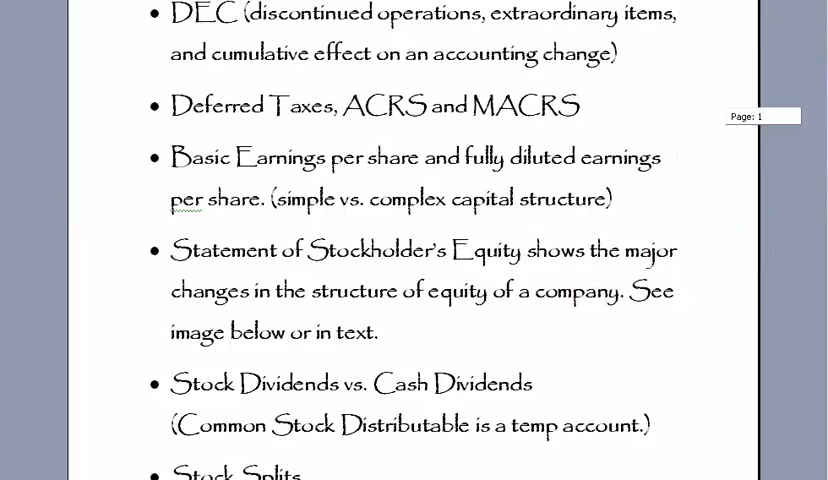 • DEC (discontinued operations, extraordinary items,
and cumulative effect on an accounting change)
• Deferred Taxes, ACRS and MACRS
Page: 1
• Basic Earnings per share and fully diluted earnings
per share. (simple vs. complex capital structure)
• Statement of Stockholder's Equity shows the major
changes in the structure of equity of a company. See
image below or in text.
• Stock Dividends vs. Cash Dividends
(Common Stock Distributable is a temp account.)
• Stock Splits